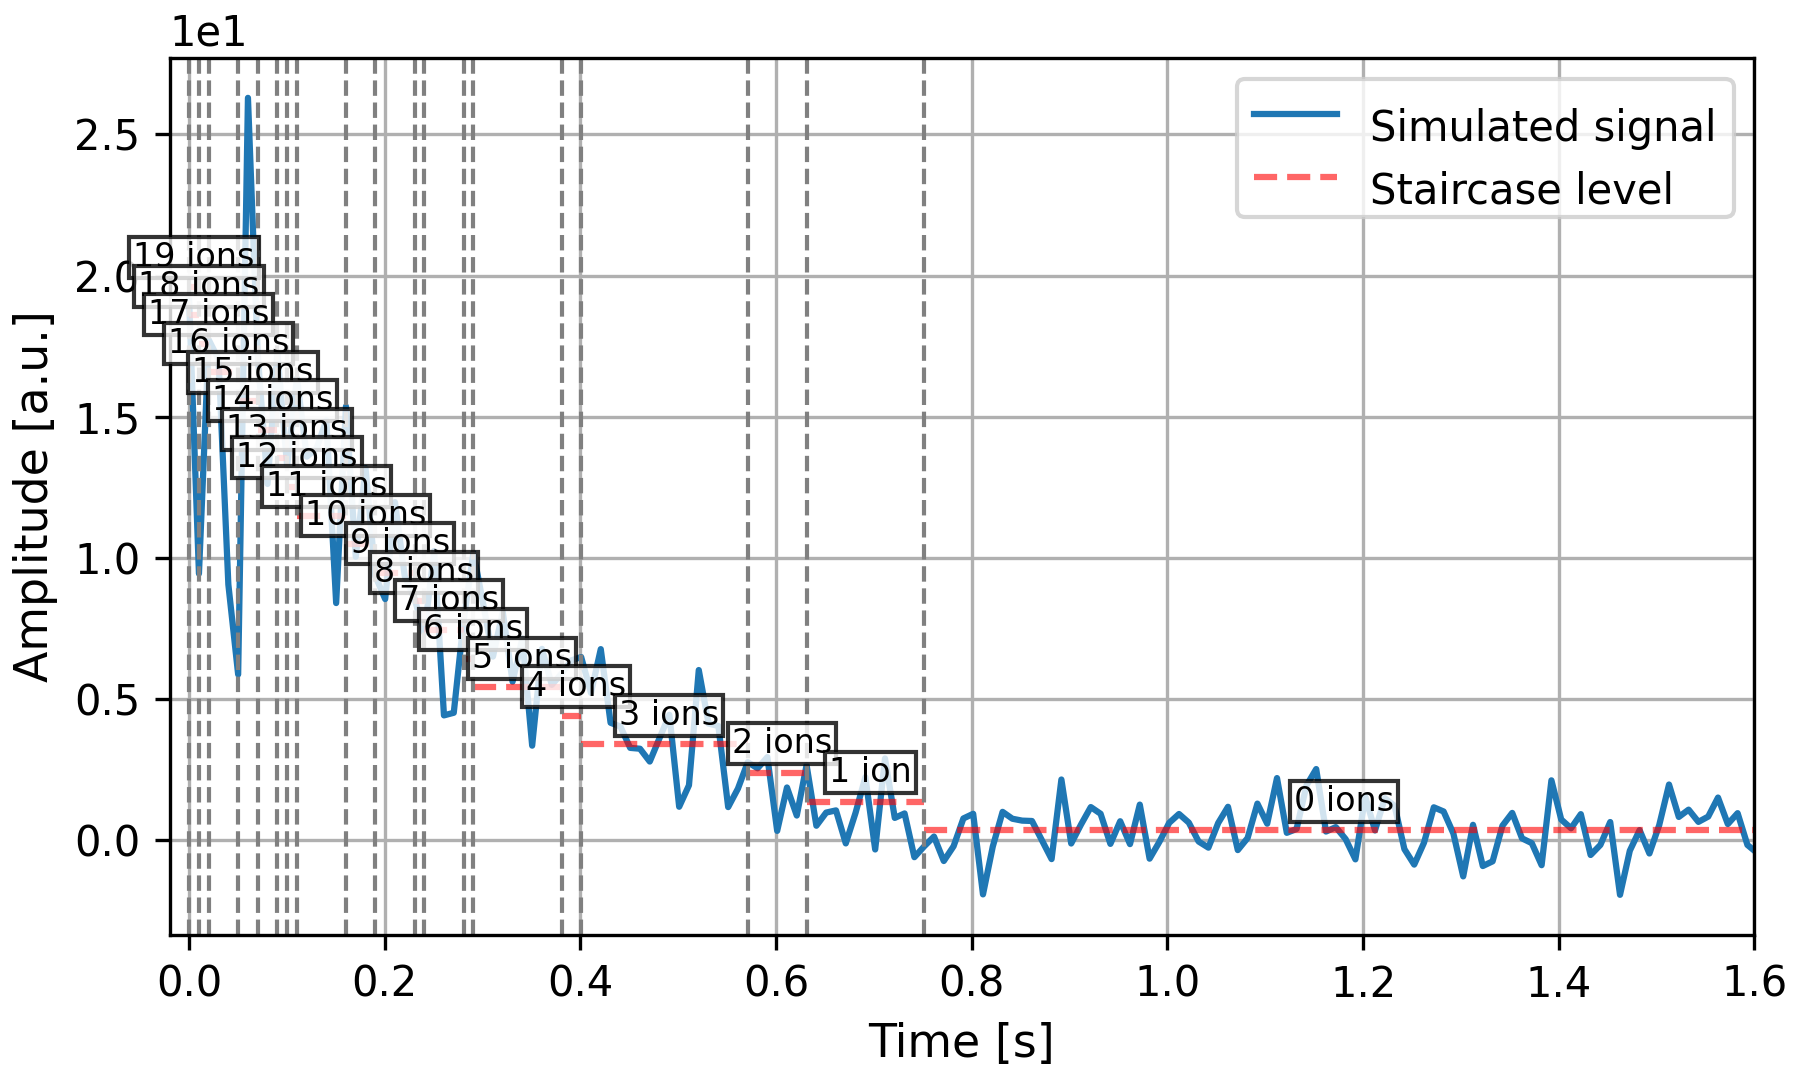 1e1
Simulated signal
Staircase level
2.5
2.0
1.5
1.0
0.5
0.0
Amplitude [a.u.]
19 ions
18 ions
17 ions
16 ions
15 ions
14 ions
13 ions
12 ions
11 ions
10 ions
9 ions
8 ions
7 ions
6 ions
5 ions
4 ions
3 ions
2 ions
1 ion
0 ions
0.0 0.2 0.4 0.6 0.8 1.0 1.2 1.4 1.6
Time [s]